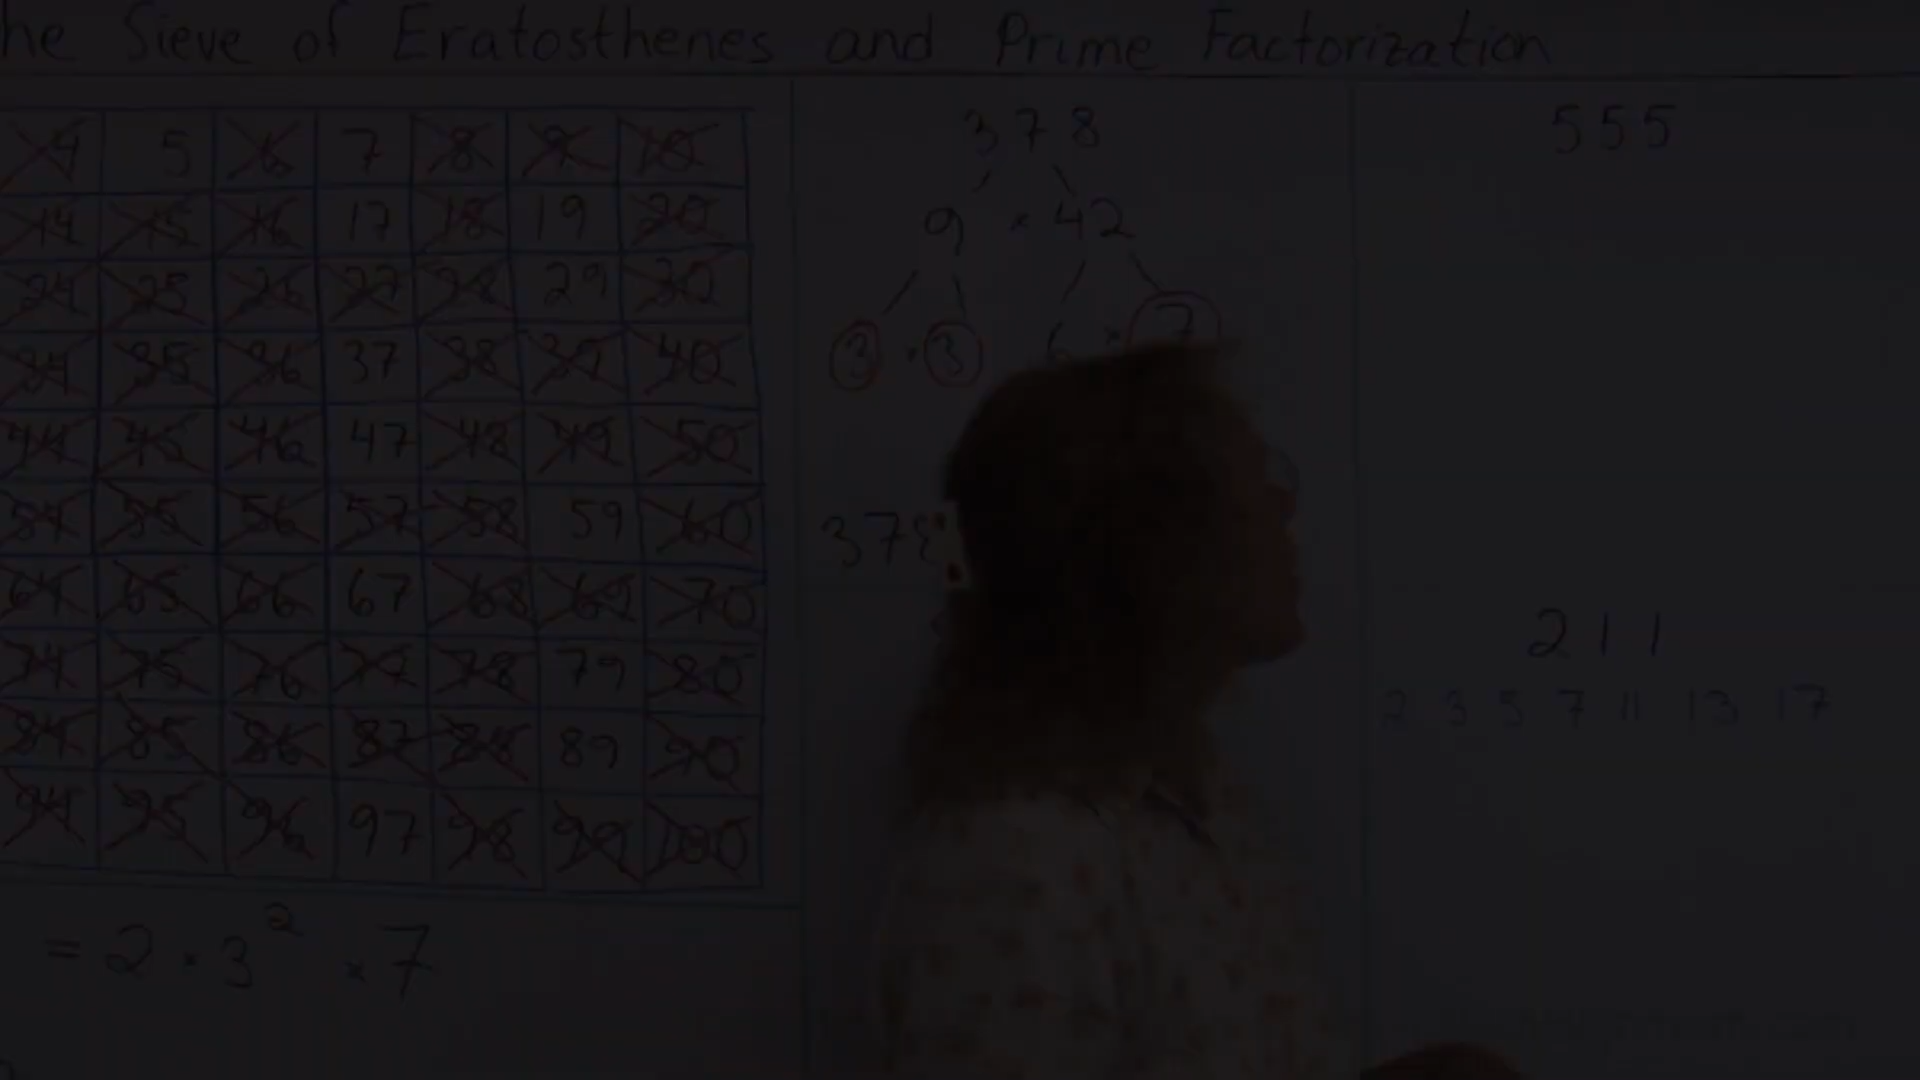 he Sieve of Eratosthenes and Prime Factorization
4 5 6 7 8 9 10
14 15 16 17 18 19 20
24 25 26 27 28 29 30
34 35 36 37 38 39 40
44 45 46 47 48 49 50
54 55 56 57 58 59 60
64 65 66 67 68 69 70
74 75 76 77 78 79 80
84 85 86 87 88 89 90
94 95 96 97 98 99 100
= 2 · 3² · 7
378
9 · 42
3 · 3 6 · 7
378
555
211
2 3 5 7 11 13 17